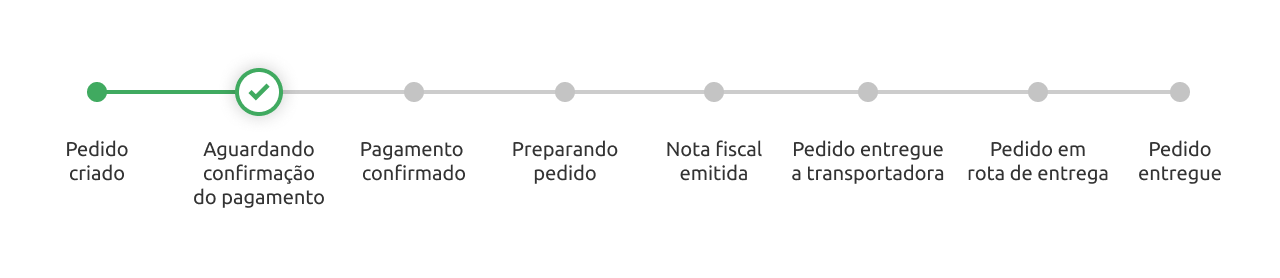 Pedido
criado
Aguardando
confirmação
do pagamento
Pagamento
confirmado
Preparando
pedido
Nota fiscal
emitida
Pedido entregue
a transportadora
Pedido em
rota de entrega
Pedido
entregue